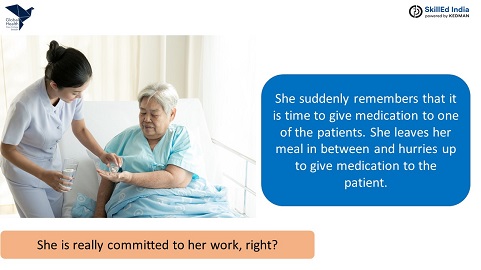 Global
Health
SkillEd India
powered by KEDMAN
She suddenly remembers that it
is time to give medication to one
of the patients. She leaves her
meal in between and hurries up
to give medication to the
patient.
She is really committed to her work, right?